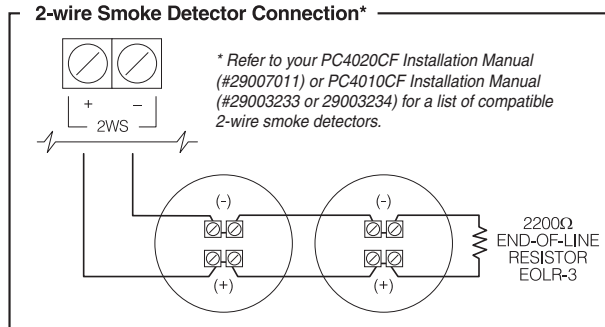 2-wire Smoke Detector Connection*
* Refer to your PC4020CF Installation Manual
(#29007011) or PC4010CF Installation Manual
(#29003233 or 29003234) for a list of compatible
2-wire smoke detectors.
+ –
2WS
(-) (-)
(+) (+)
2200Ω
END-OF-LINE
RESISTOR
EOLR-3